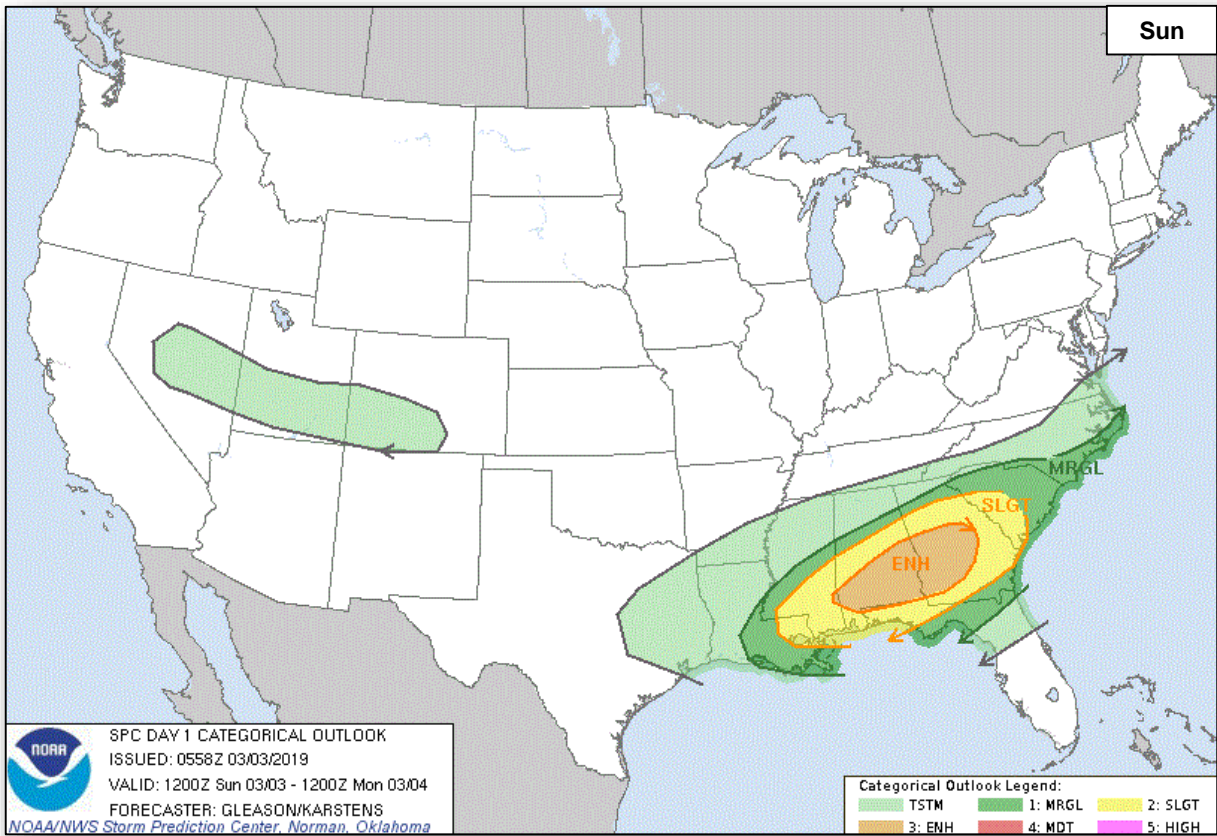 Sun
MRGL
SLGT
ENH
NOAA
SPC DAY 1 CATEGORICAL OUTLOOK
ISSUED: 0558Z 03/03/2019
VALID: 1200Z Sun 03/03 - 1200Z Mon 03/04
FORECASTER: GLEASON/KARSTENS
NOAA/NWS Storm Prediction Center, Norman, Oklahoma
Categorical Outlook Legend:
TSTM 1: MRGL 2: SLGT
3: ENH 4: MDT 5: HIGH